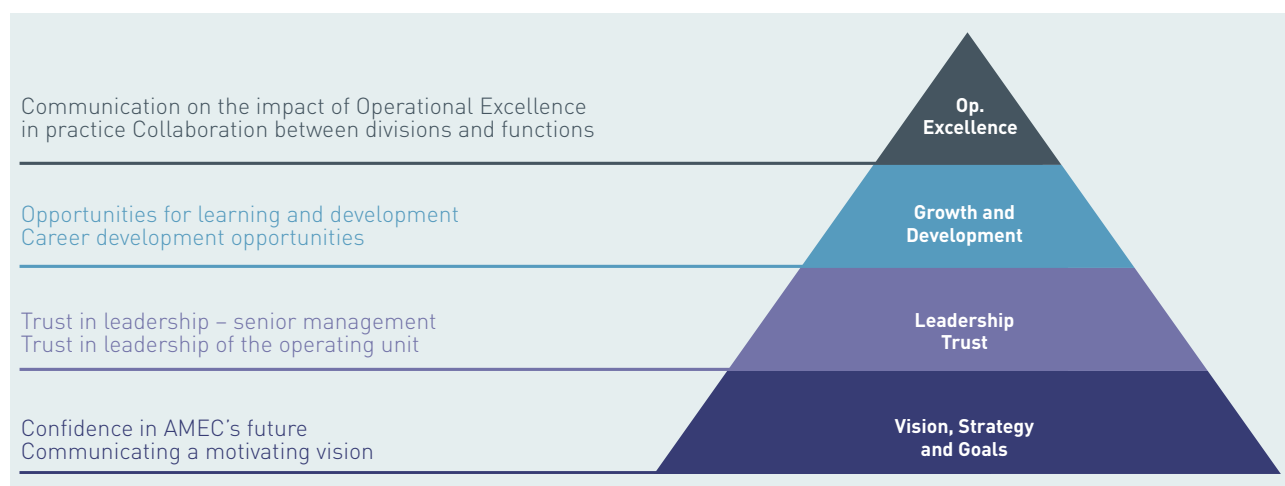 Communication on the impact of Operational Excellence
in practice Collaboration between divisions and functions
Op.
Excellence
Opportunities for learning and development
Career development opportunities
Growth and
Development
Trust in leadership – senior management
Trust in leadership of the operating unit
Leadership
Trust
Confidence in AMEC's future
Communicating a motivating vision
Vision, Strategy
and Goals